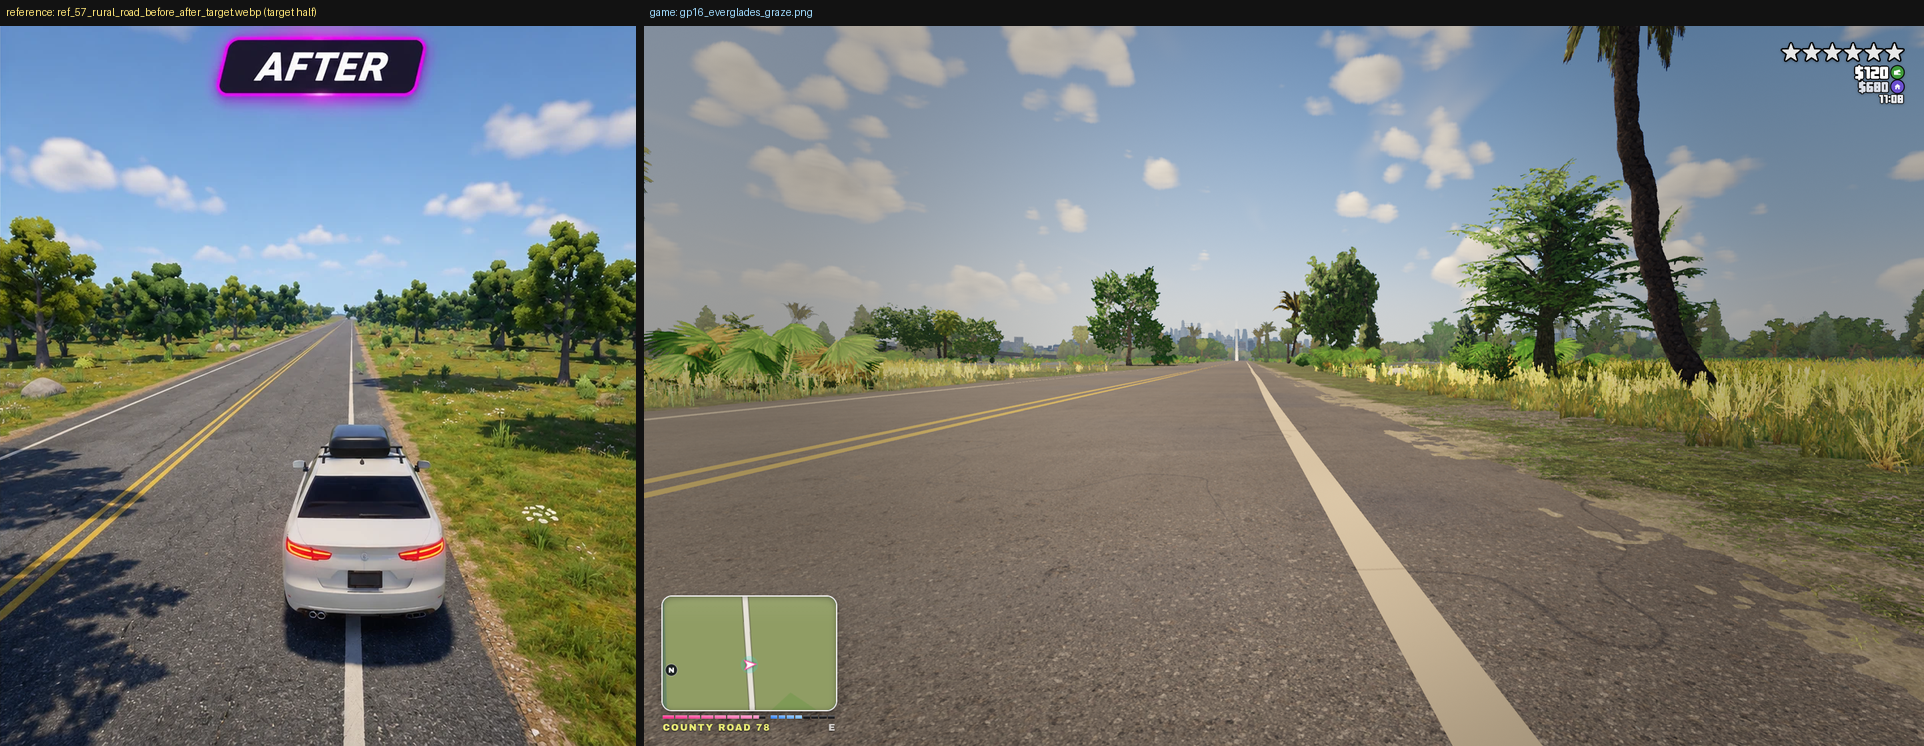 reference: ref_57_rural_road_before_after_target.webp (target half)
game: gp16_everglades_graze.png
AFTER
$120
$680
11:08
N
COUNTY ROAD 78
E